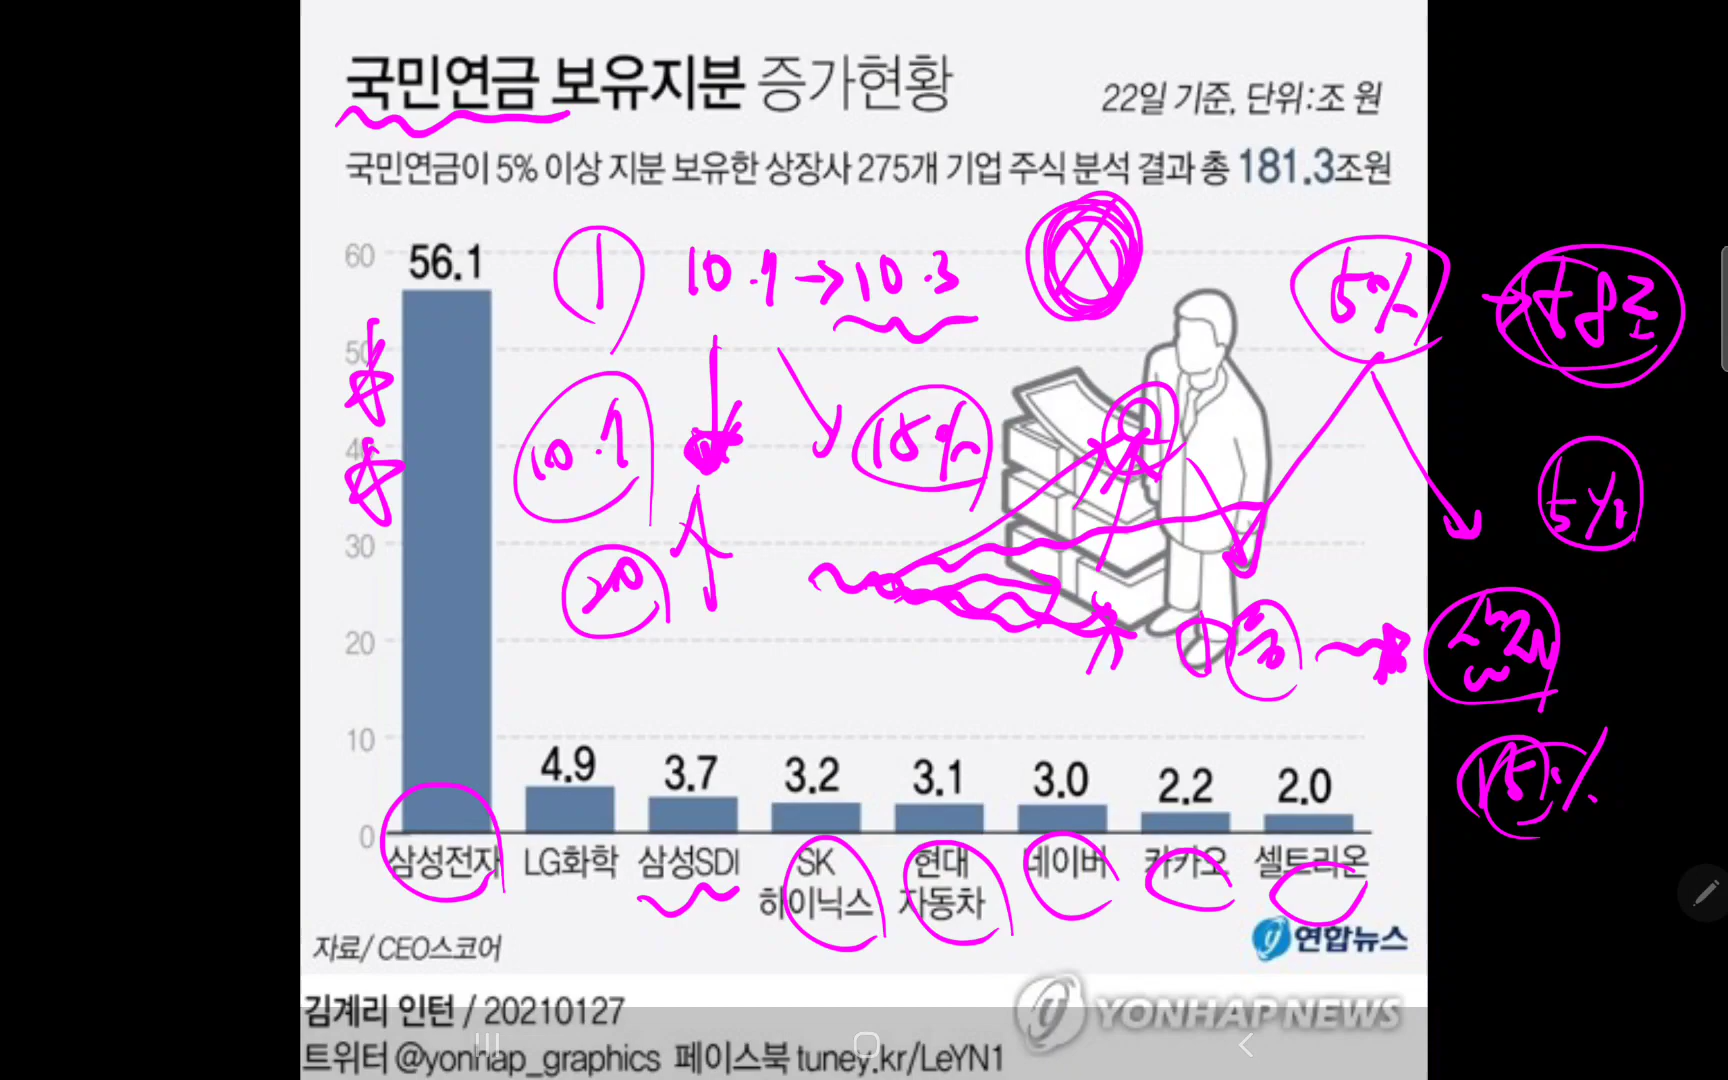 국민연금 보유지분 증가현황
22일 기준, 단위:조 원
국민연금이 5% 이상 지분 보유한 상장사 275개 기업 주식 분석 결과 총 181.3조원
60
50
40
30
20
10
0
56.1
4.9
3.7
3.2
3.1
3.0
2.2
2.0
삼성전자
LG화학
삼성SDI
SK
하이닉스
현대
자동차
네이버
카카오
셀트리온
1
→ 10.3
5%
15%
자료/ CEO스코어
연합뉴스
김계리 인턴 / 20210127
YONHAP NEWS
트위터 @yonhap_graphics 페이스북 tuney.kr/LeYN1